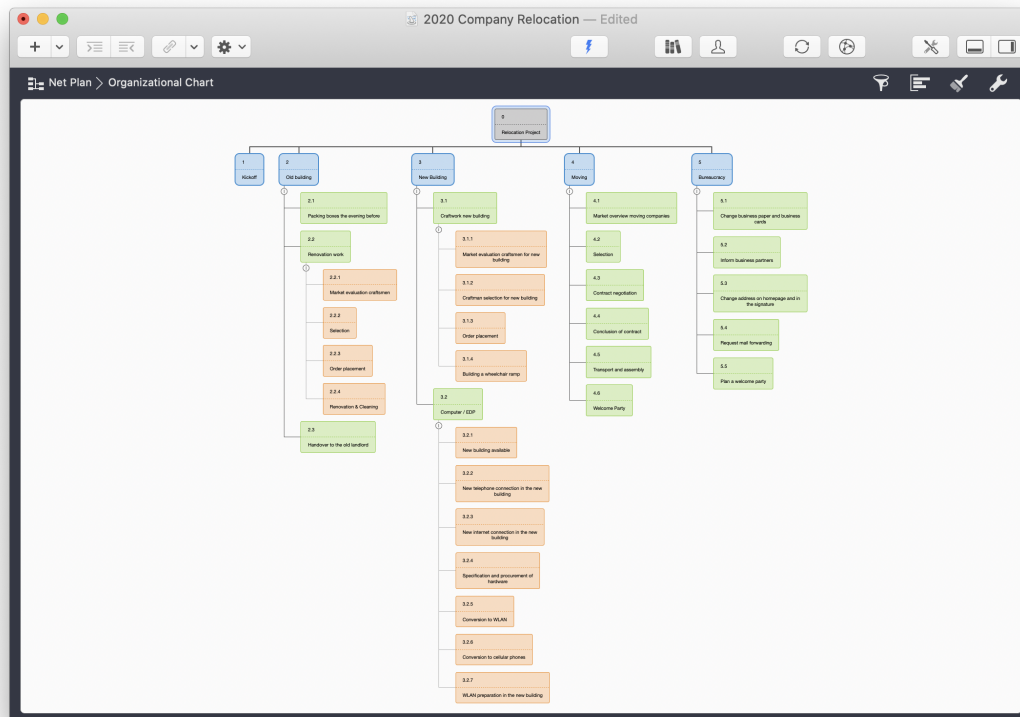 2020 Company Relocation — Edited
Net Plan > Organizational Chart
0
Relocation Project
1
Kickoff
2
Old building
3
New Building
4
Moving
5
Bureaucracy
2.1
Packing boxes the evening before
2.2
Renovation work
2.2.1
Market evaluation craftsmen
2.2.2
Selection
2.2.3
Order placement
2.2.4
Renovation & Cleaning
2.3
Handover to the old landlord
3.1
Craftwork new building
3.1.1
Market evaluation craftsmen for new
building
3.1.2
Craftman selection for new building
3.1.3
Order placement
3.1.4
Building a wheelchair ramp
3.2
Computer / EDP
3.2.1
New building available
3.2.2
New telephone connection in the new
building
3.2.3
New internet connection in the new
building
3.2.4
Specification and procurement of
hardware
3.2.5
Conversion to WLAN
3.2.6
Conversion to cellular phones
3.2.7
WLAN preparation in the new building
4.1
Market overview moving companies
4.2
Selection
4.3
Contract negotiation
4.4
Conclusion of contract
4.5
Transport and assembly
4.6
Welcome Party
5.1
Change business paper and business
cards
5.2
Inform business partners
5.3
Change address on homepage and in
the signature
5.4
Request mail forwarding
5.5
Plan a welcome party